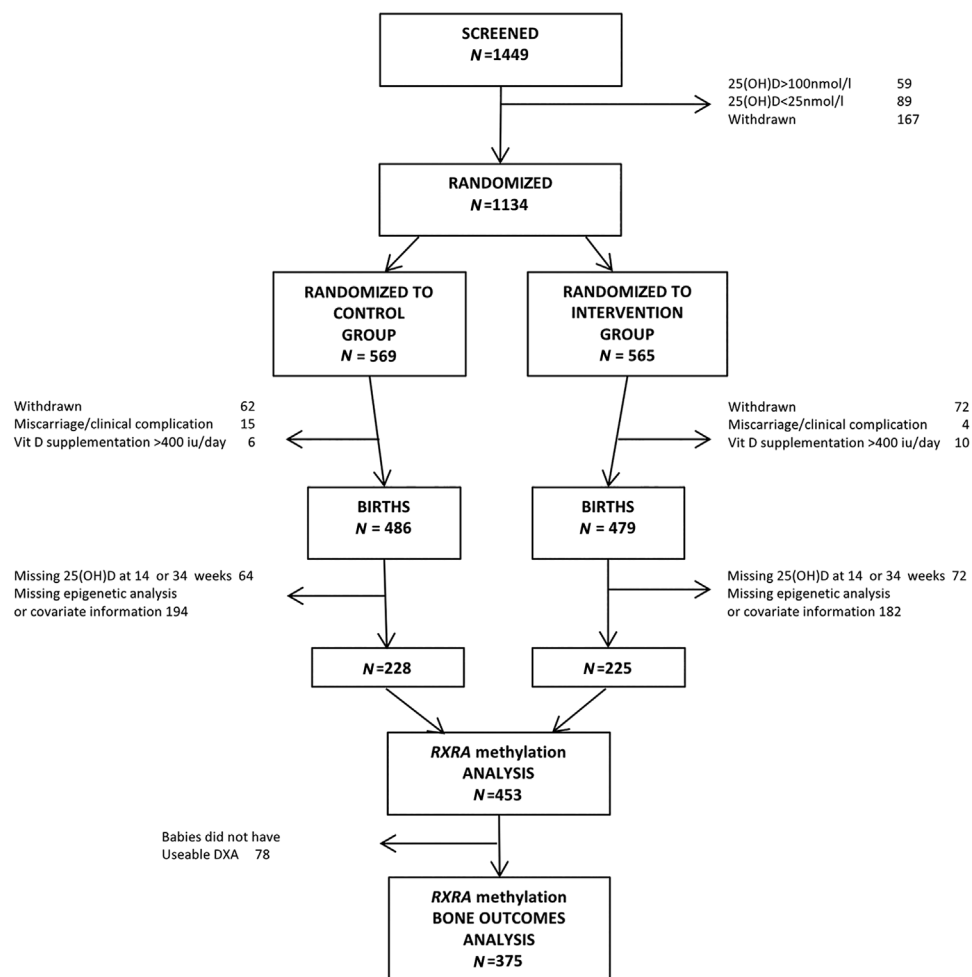 SCREENED
N=1449
25(OH)D>100nmol/l 59
25(OH)D<25nmol/l 89
Withdrawn 167
RANDOMIZED
N=1134
RANDOMIZED TO
CONTROL
GROUP
N = 569
RANDOMIZED TO
INTERVENTION
GROUP
N = 565
Withdrawn 62
Miscarriage/clinical complication 15
Vit D supplementation >400 iu/day 6
Withdrawn 72
Miscarriage/clinical complication 4
Vit D supplementation >400 iu/day 10
BIRTHS
N = 486
BIRTHS
N = 479
Missing 25(OH)D at 14 or 34 weeks 64
Missing epigenetic analysis
or covariate information 194
Missing 25(OH)D at 14 or 34 weeks 72
Missing epigenetic analysis
or covariate information 182
N=228
N=225
RXRA methylation
ANALYSIS
N=453
Babies did not have
Useable DXA 78
RXRA methylation
BONE OUTCOMES
ANALYSIS
N=375